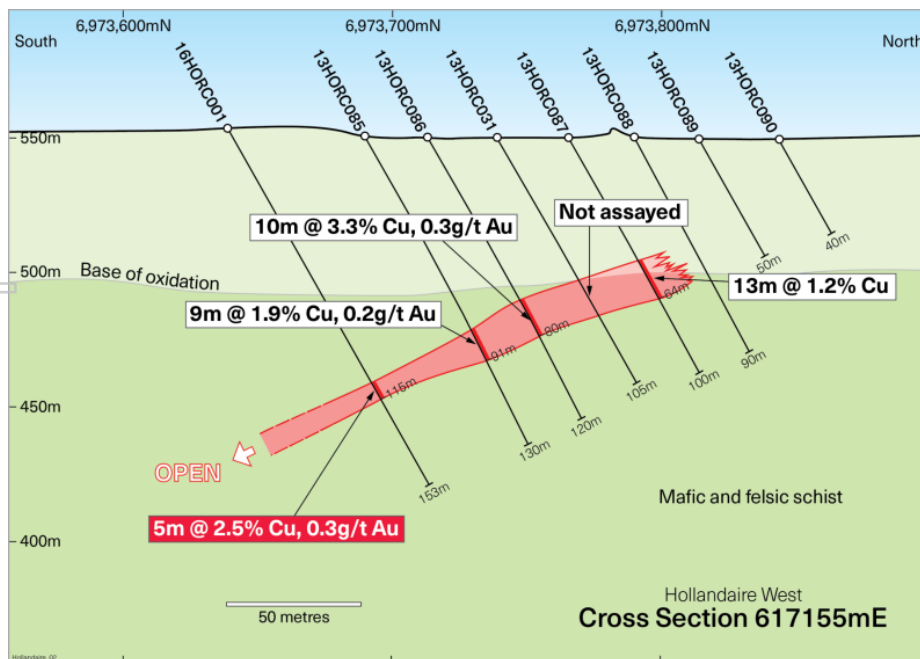 6,973,600mN
6,973,700mN
6,973,800mN
South
North
16HORC001
13HORC085
13HORC086
13HORC031
13HORC087
13HORC088
13HORC089
13HORC090
550m
500m
450m
400m
10m @ 3.3% Cu, 0.3g/t Au
Not assayed
40m
50m
Base of oxidation
9m @ 1.9% Cu, 0.2g/t Au
13m @ 1.2% Cu
64m
80m
91m
115m
90m
100m
105m
120m
130m
153m
OPEN
5m @ 2.5% Cu, 0.3g/t Au
Mafic and felsic schist
50 metres
Hollandaire West
Cross Section 617155mE
Hollandaire_02